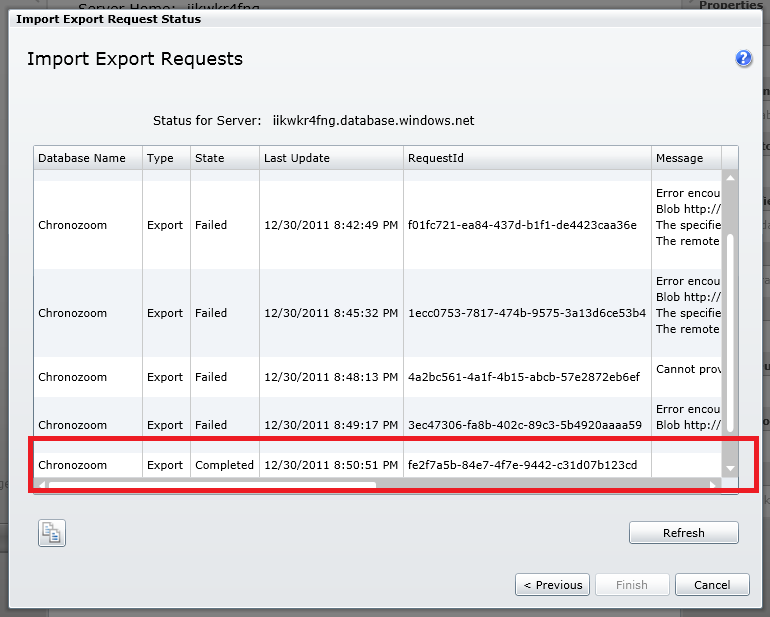 Server Home: iikwkr4fng
Properties
Import Export Request Status
Import Export Requests
?
Status for Server: iikwkr4fng.database.windows.net
Database Name Type State Last Update RequestId Message
Error encou
Blob http://
Chronozoom Export Failed 12/30/2011 8:42:49 PM f01fc721-ea84-437d-b1f1-de4423caa36e The specifie
The remote
Error encou
Blob http://
Chronozoom Export Failed 12/30/2011 8:45:32 PM 1ecc0753-7817-474b-9575-3a13d6ce53b4 The specifie
The remote
Cannot prov
Chronozoom Export Failed 12/30/2011 8:48:13 PM 4a2bc561-4a1f-4b15-abcb-57e2872eb6ef
Error encou
Chronozoom Export Failed 12/30/2011 8:49:17 PM 3ec47306-fa8b-402c-89c3-5b4920aaaa59 Blob http://
Chronozoom Export Completed 12/30/2011 8:50:51 PM fe2f7a5b-84e7-4f7e-9442-c31d07b123cd
Refresh
< Previous Finish Cancel